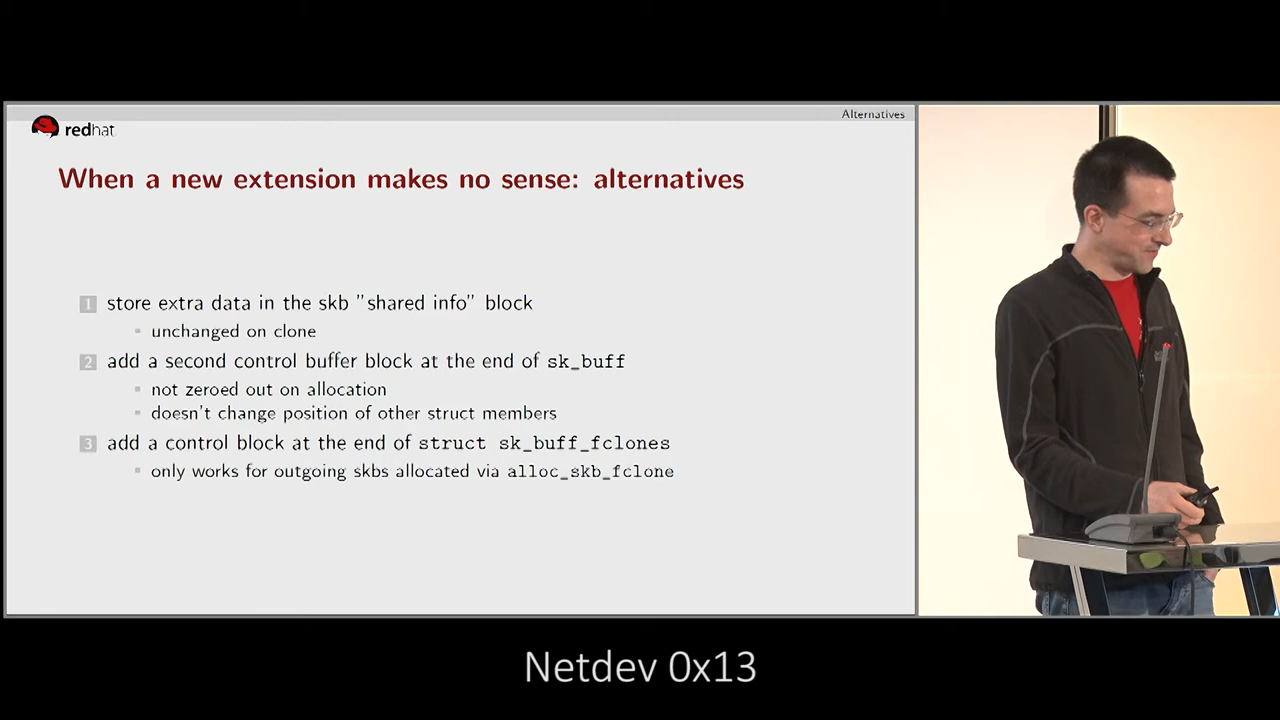 Alternatives
redhat.
When a new extension makes no sense: alternatives
1 store extra data in the skb "shared info" block
unchanged on clone
2 add a second control buffer block at the end of sk_buff
not zeroed out on allocation
doesn't change position of other struct members
3 add a control block at the end of struct sk_buff_fclones
only works for outgoing skbs allocated via alloc_skb_fclone
Netdev 0x13